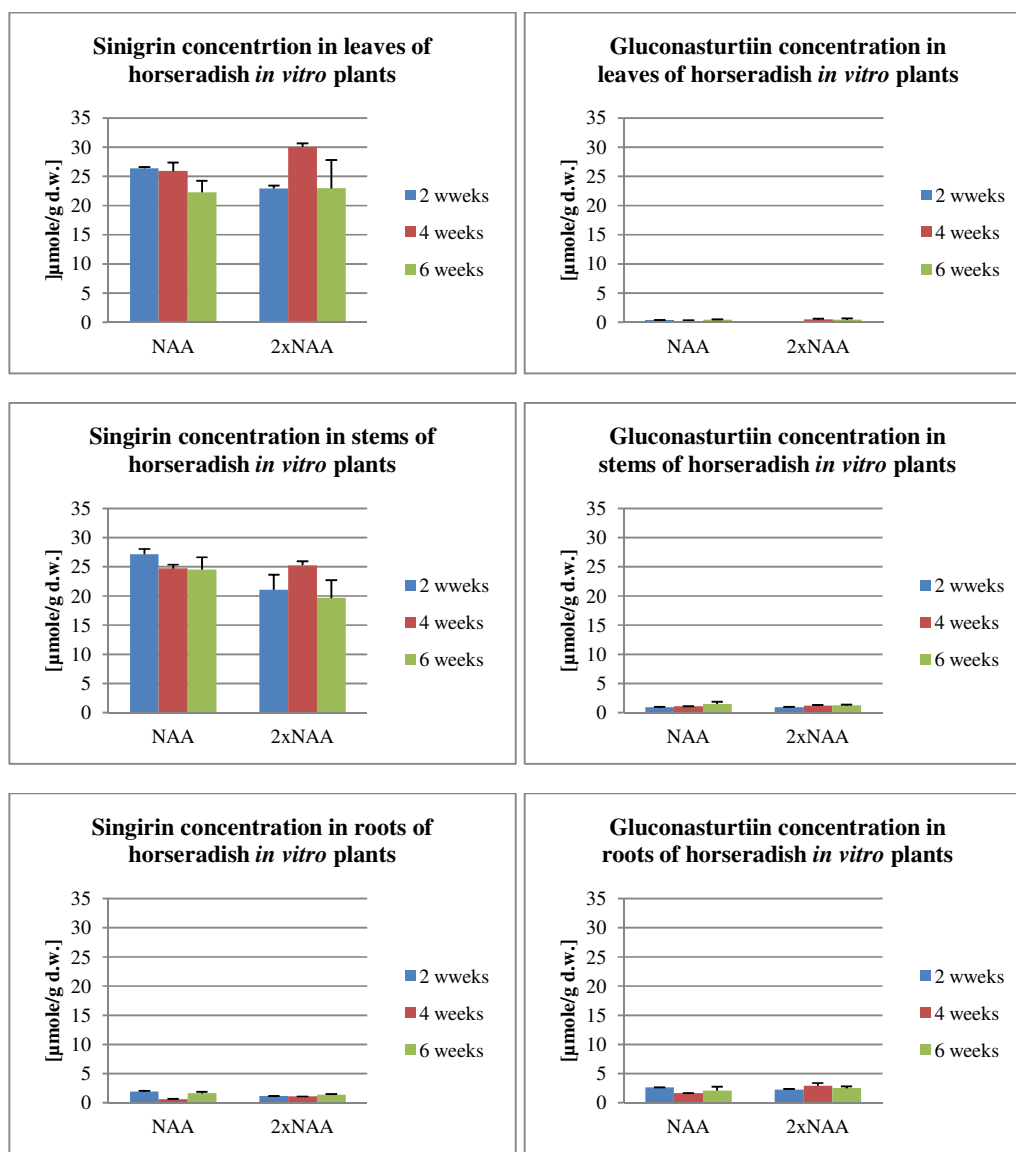 Sinigrin concentrtion in leaves of
horseradish in vitro plants
]µmole/g d.w.]
35
30
25
20
15
10
5
0
NAA 2xNAA
2 wweks
4 weeks
6 weeks
Gluconasturtiin concentration in
leaves of horseradish in vitro plants
[µmole/g d.w.]
35
30
25
20
15
10
5
0
NAA 2xNAA
2 wweks
4 weeks
6 weeks
Singirin concentration in stems of
horseradish in vitro plants
[µmole/g d.w.]
35
30
25
20
15
10
5
0
NAA 2xNAA
2 wweks
4 weeks
6 weeks
Gluconasturtiin concentration in
stems of horseradish in vitro plants
[µmole/g d.w.]
35
30
25
20
15
10
5
0
NAA 2xNAA
2 wweks
4 weeks
6 weeks
Singirin concentration in roots of
horseradish in vitro plants
[µmole/g d.w.]
35
30
25
20
15
10
5
0
NAA 2xNAA
2 wweks
4 weeks
6 weeks
Gluconasturtiin concentration in
roots of horseradish in vitro plants
[µmole/g d.w.]
35
30
25
20
15
10
5
0
NAA 2xNAA
2 wweks
4 weeks
6 weeks